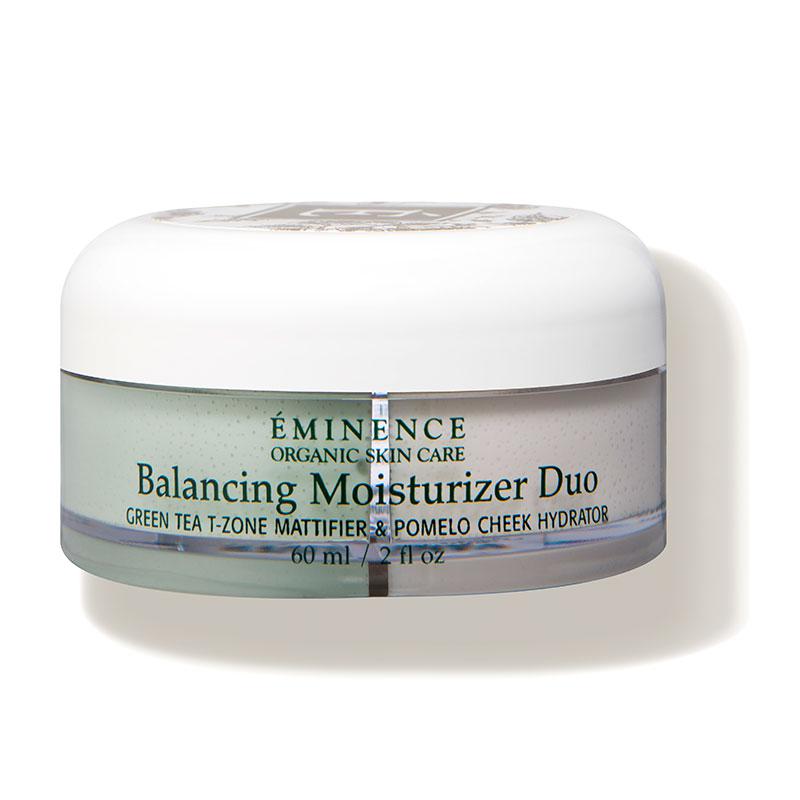 ÉMINENCE
ORGANIC SKIN CARE
Balancing Moisturizer Duo
GREEN TEA T-ZONE MATTIFIER & POMELO CHEEK HYDRATOR
60 ml / 2 fl oz